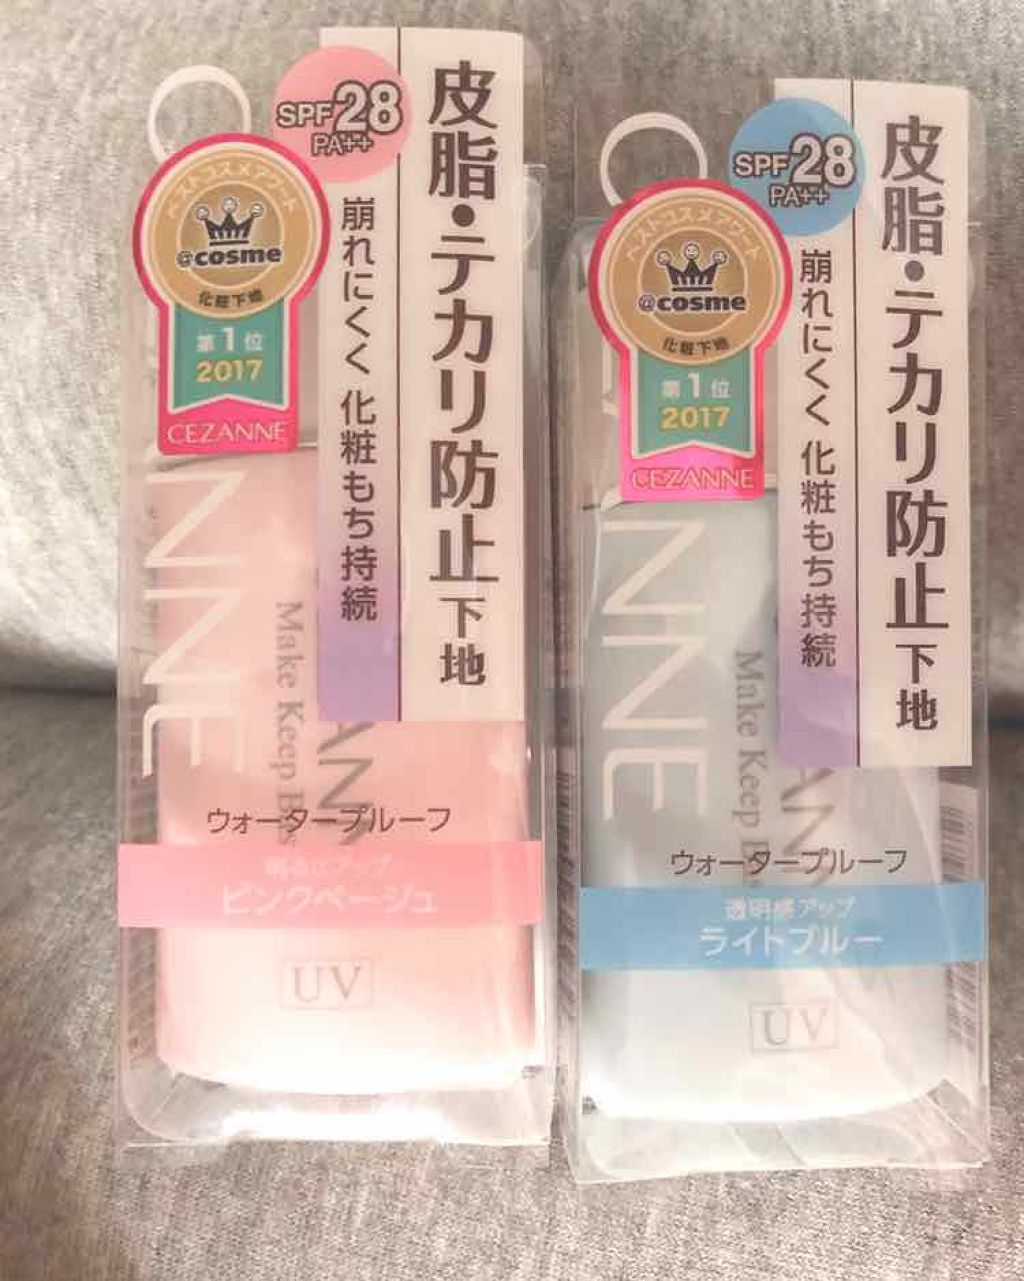 SPF28
PA++
皮脂・テカリ防止下地
崩れにくく 化粧もち持続
ベストコスメアワード
@cosme
化粧下地
第1位
2017
CEZANNE
NNE
Make Keep
ウォータープルーフ
明るさアップ
ピンクベージュ
UV
SPF28
PA++
皮脂・テカリ防止下地
崩れにくく 化粧もち持続
ベストコスメアワード
@cosme
化粧下地
第1位
2017
CEZANNE
NNE
Make Keep
ウォータープルーフ
透明感アップ
ライトブルー
UV